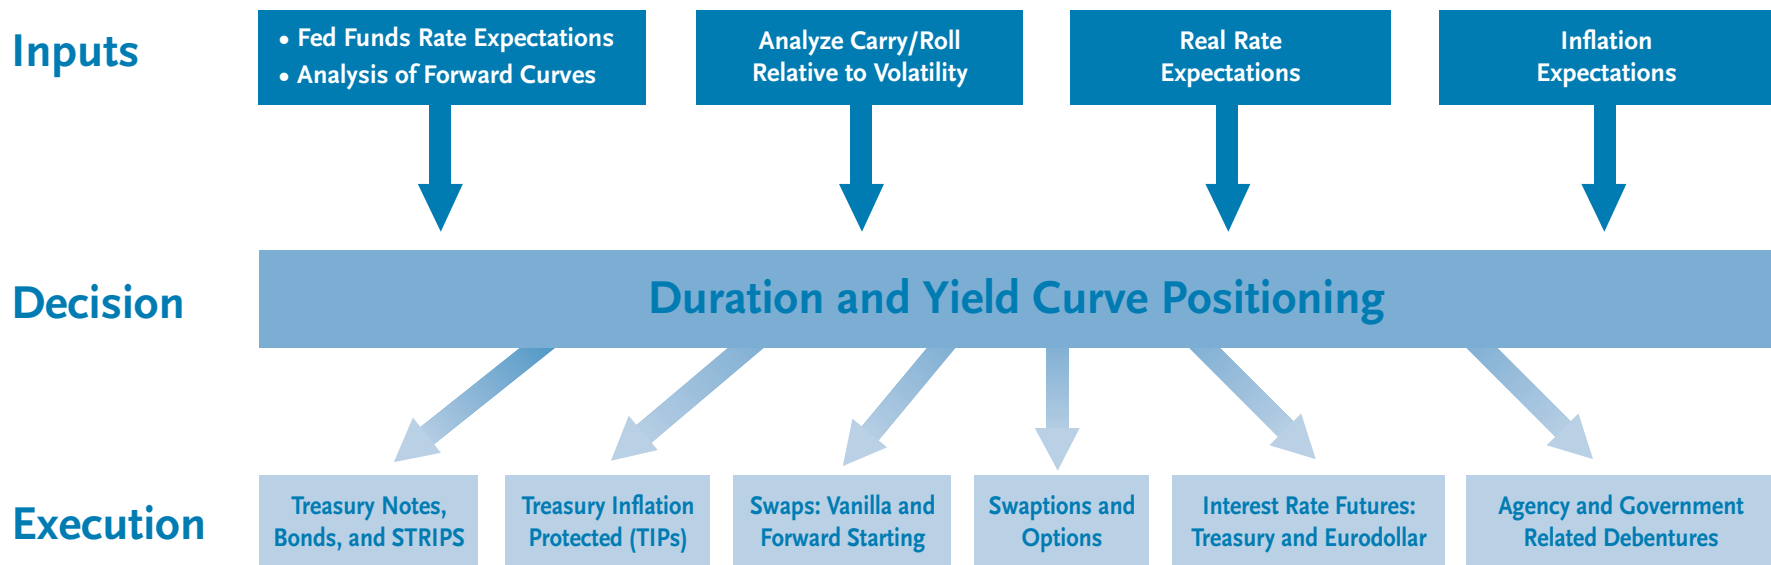 Inputs
• Fed Funds Rate Expectations
• Analysis of Forward Curves
Analyze Carry/Roll
Relative to Volatility
Real Rate
Expectations
Inflation
Expectations
Decision
Duration and Yield Curve Positioning
Execution
Treasury Notes,
Bonds, and STRIPS
Treasury Inflation
Protected (TIPs)
Swaps: Vanilla and
Forward Starting
Swaptions and
Options
Interest Rate Futures:
Treasury and Eurodollar
Agency and Government
Related Debentures